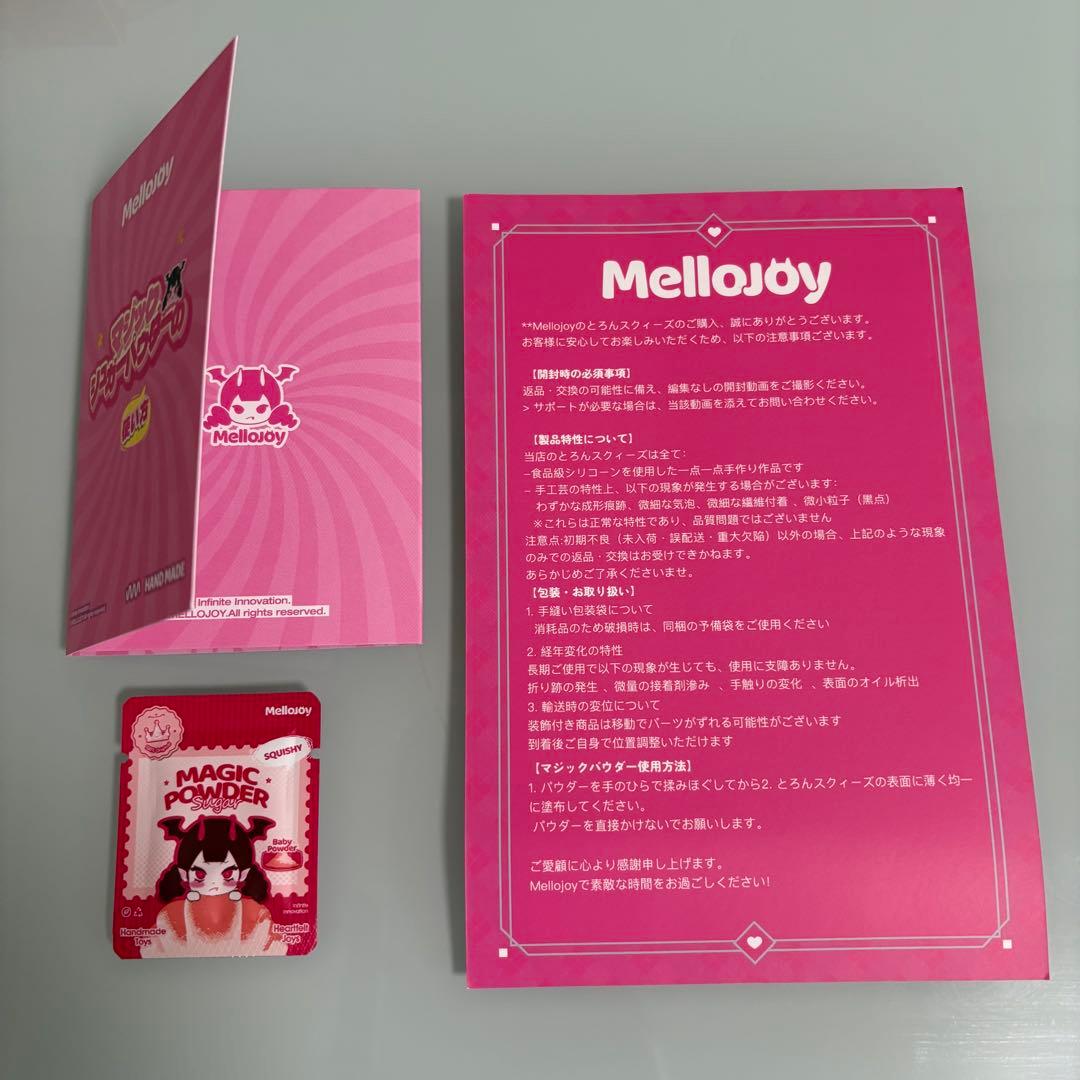 MelloJoy
マジック
シュガーパウダーの
使い方
HAND MADE
MelloJoy
Infinite Innovation.
MELLOJOY.All rights reserved.
MelloJoy
SQUISHY
MAGIC
POWDER
Sugar
Baby
Powder
Infinite
Innovation
Handmade
Toys
Heartfelt
Joys
MelloJoy
**Mellojoyのとろんスクィーズのご購入、誠にありがとうございます。
お客様に安心してお楽しみいただくため、以下の注意事項ございます。
【開封時の必須事項】
返品・交換の可能性に備え、編集なしの開封動画をご撮影ください。
> サポートが必要な場合は、当該動画を添えてお問い合わせください。
【製品特性について】
当店のとろんスクィーズは全て:
–食品級シリコーンを使用した一点一点手作り作品です
– 手工芸の特性上、以下の現象が発生する場合がございます:
わずかな成形痕跡、微細な気泡、微細な繊維付着 、微小粒子（黒点）
※これらは正常な特性であり、品質問題ではございません
注意点:初期不良（未入荷・誤配送・重大欠陥）以外の場合、上記のような現象
のみでの返品・交換はお受けできかねます。
あらかじめご了承くださいませ。
【包装・お取り扱い】
1. 手縫い包装袋について
消耗品のため破損時は、同梱の予備袋をご使用ください
2. 経年変化の特性
長期ご使用で以下の現象が生じても、使用に支障ありません。
折り跡の発生 、微量の接着剤滲み 、手触りの変化 、表面のオイル析出
3. 輸送時の変位について
装飾付き商品は移動でパーツがずれる可能性がございます
到着後ご自身で位置調整いただけます
【マジックパウダー使用方法】
1. パウダーを手のひらで揉みほぐしてから2. とろんスクィーズの表面に薄く均一
に塗布してください。
パウダーを直接かけないでお願いします。
ご愛顧に心より感謝申し上げます。
Mellojoyで素敵な時間をお過ごしください!